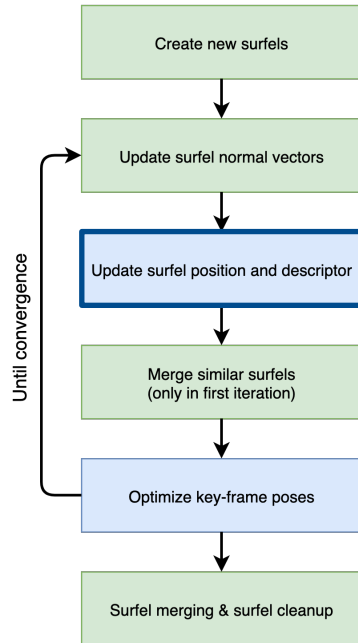 Create new surfels
Update surfel normal vectors
Update surfel position and descriptor
Merge similar surfels
(only in first iteration)
Optimize key-frame poses
Surfel merging & surfel cleanup
Until convergence